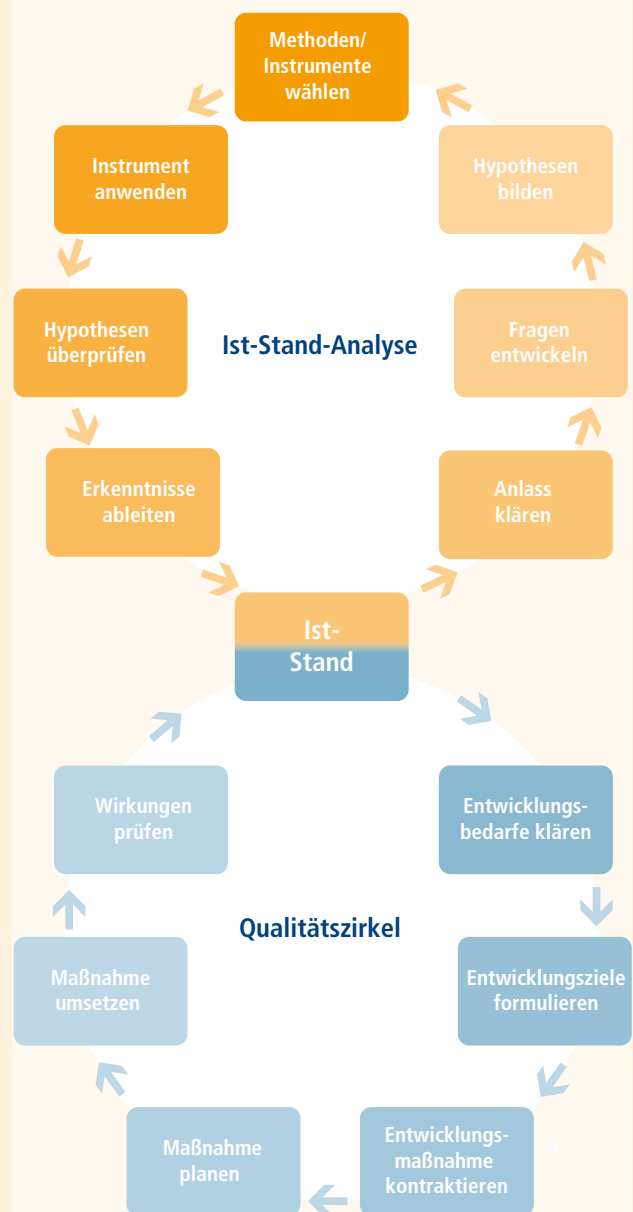 Methoden/
Instrumente
wählen
Instrument
anwenden
Hypothesen
bilden
Hypothesen
überprüfen
Ist-Stand-Analyse
Fragen
entwickeln
Erkenntnisse
ableiten
Anlass
klären
Ist-
Stand
Wirkungen
prüfen
Entwicklungs-
bedarfe klären
Qualitätszirkel
Maßnahme
umsetzen
Entwicklungsziele
formulieren
Maßnahme
planen
Entwicklungs-
maßnahme
kontraktieren